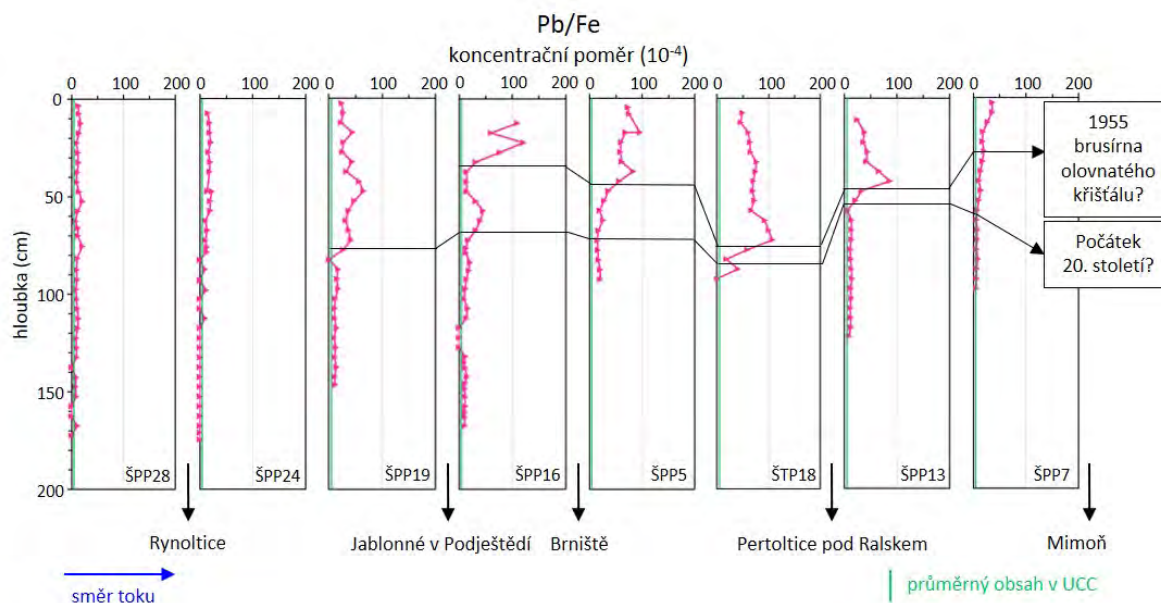 Pb/Fe
koncentrační poměr (10⁻⁴)
0 100 200 0 100 200 0 100 200 0 100 200 0 100 200 0 100 200 0 100 200 0 100 200
0
50
100
150
200
hloubka (cm)
1955
brusírna
olovnatého
křišťálu?
Počátek
20. století?
ŠPP28 ŠPP24 ŠPP19 ŠPP16 ŠPP5 ŠTP18 ŠPP13 ŠPP7
Rynoltice Jablonné v Podještědí Brniště Pertoltice pod Ralskem Mimoň
směr toku
průměrný obsah v UCC